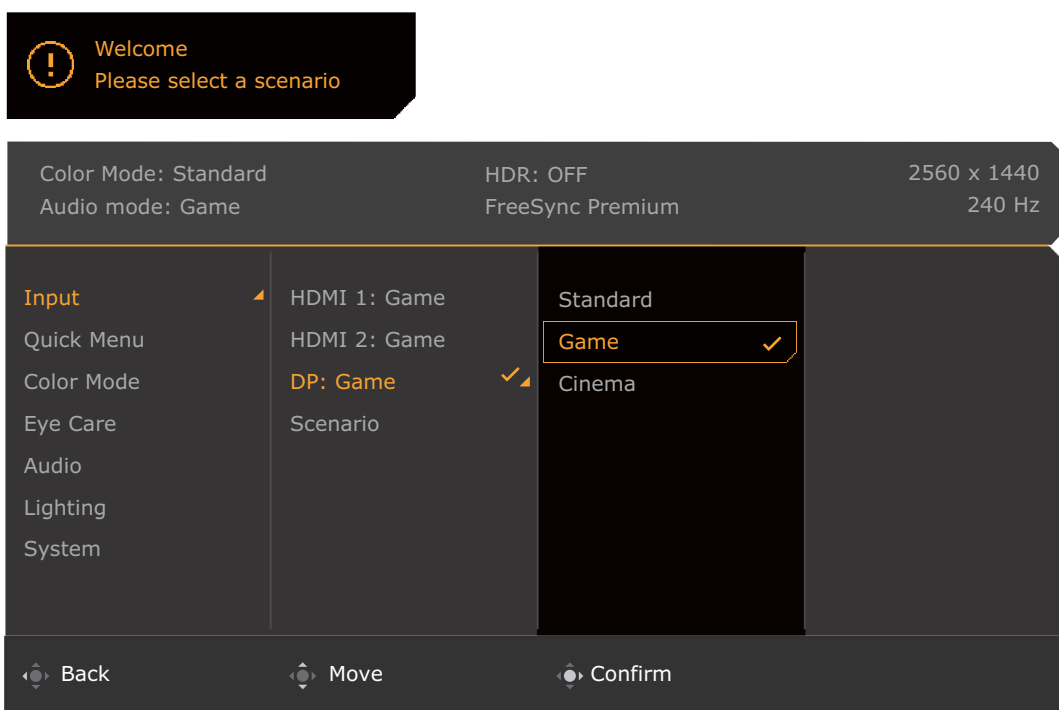 Welcome
Please select a scenario
Color Mode: Standard
HDR: OFF
2560 x 1440
Audio mode: Game
FreeSync Premium
240 Hz
Input
Quick Menu
Color Mode
Eye Care
Audio
Lighting
System
HDMI 1: Game
HDMI 2: Game
DP: Game
Scenario
Standard
Game
Cinema
Back
Move
Confirm